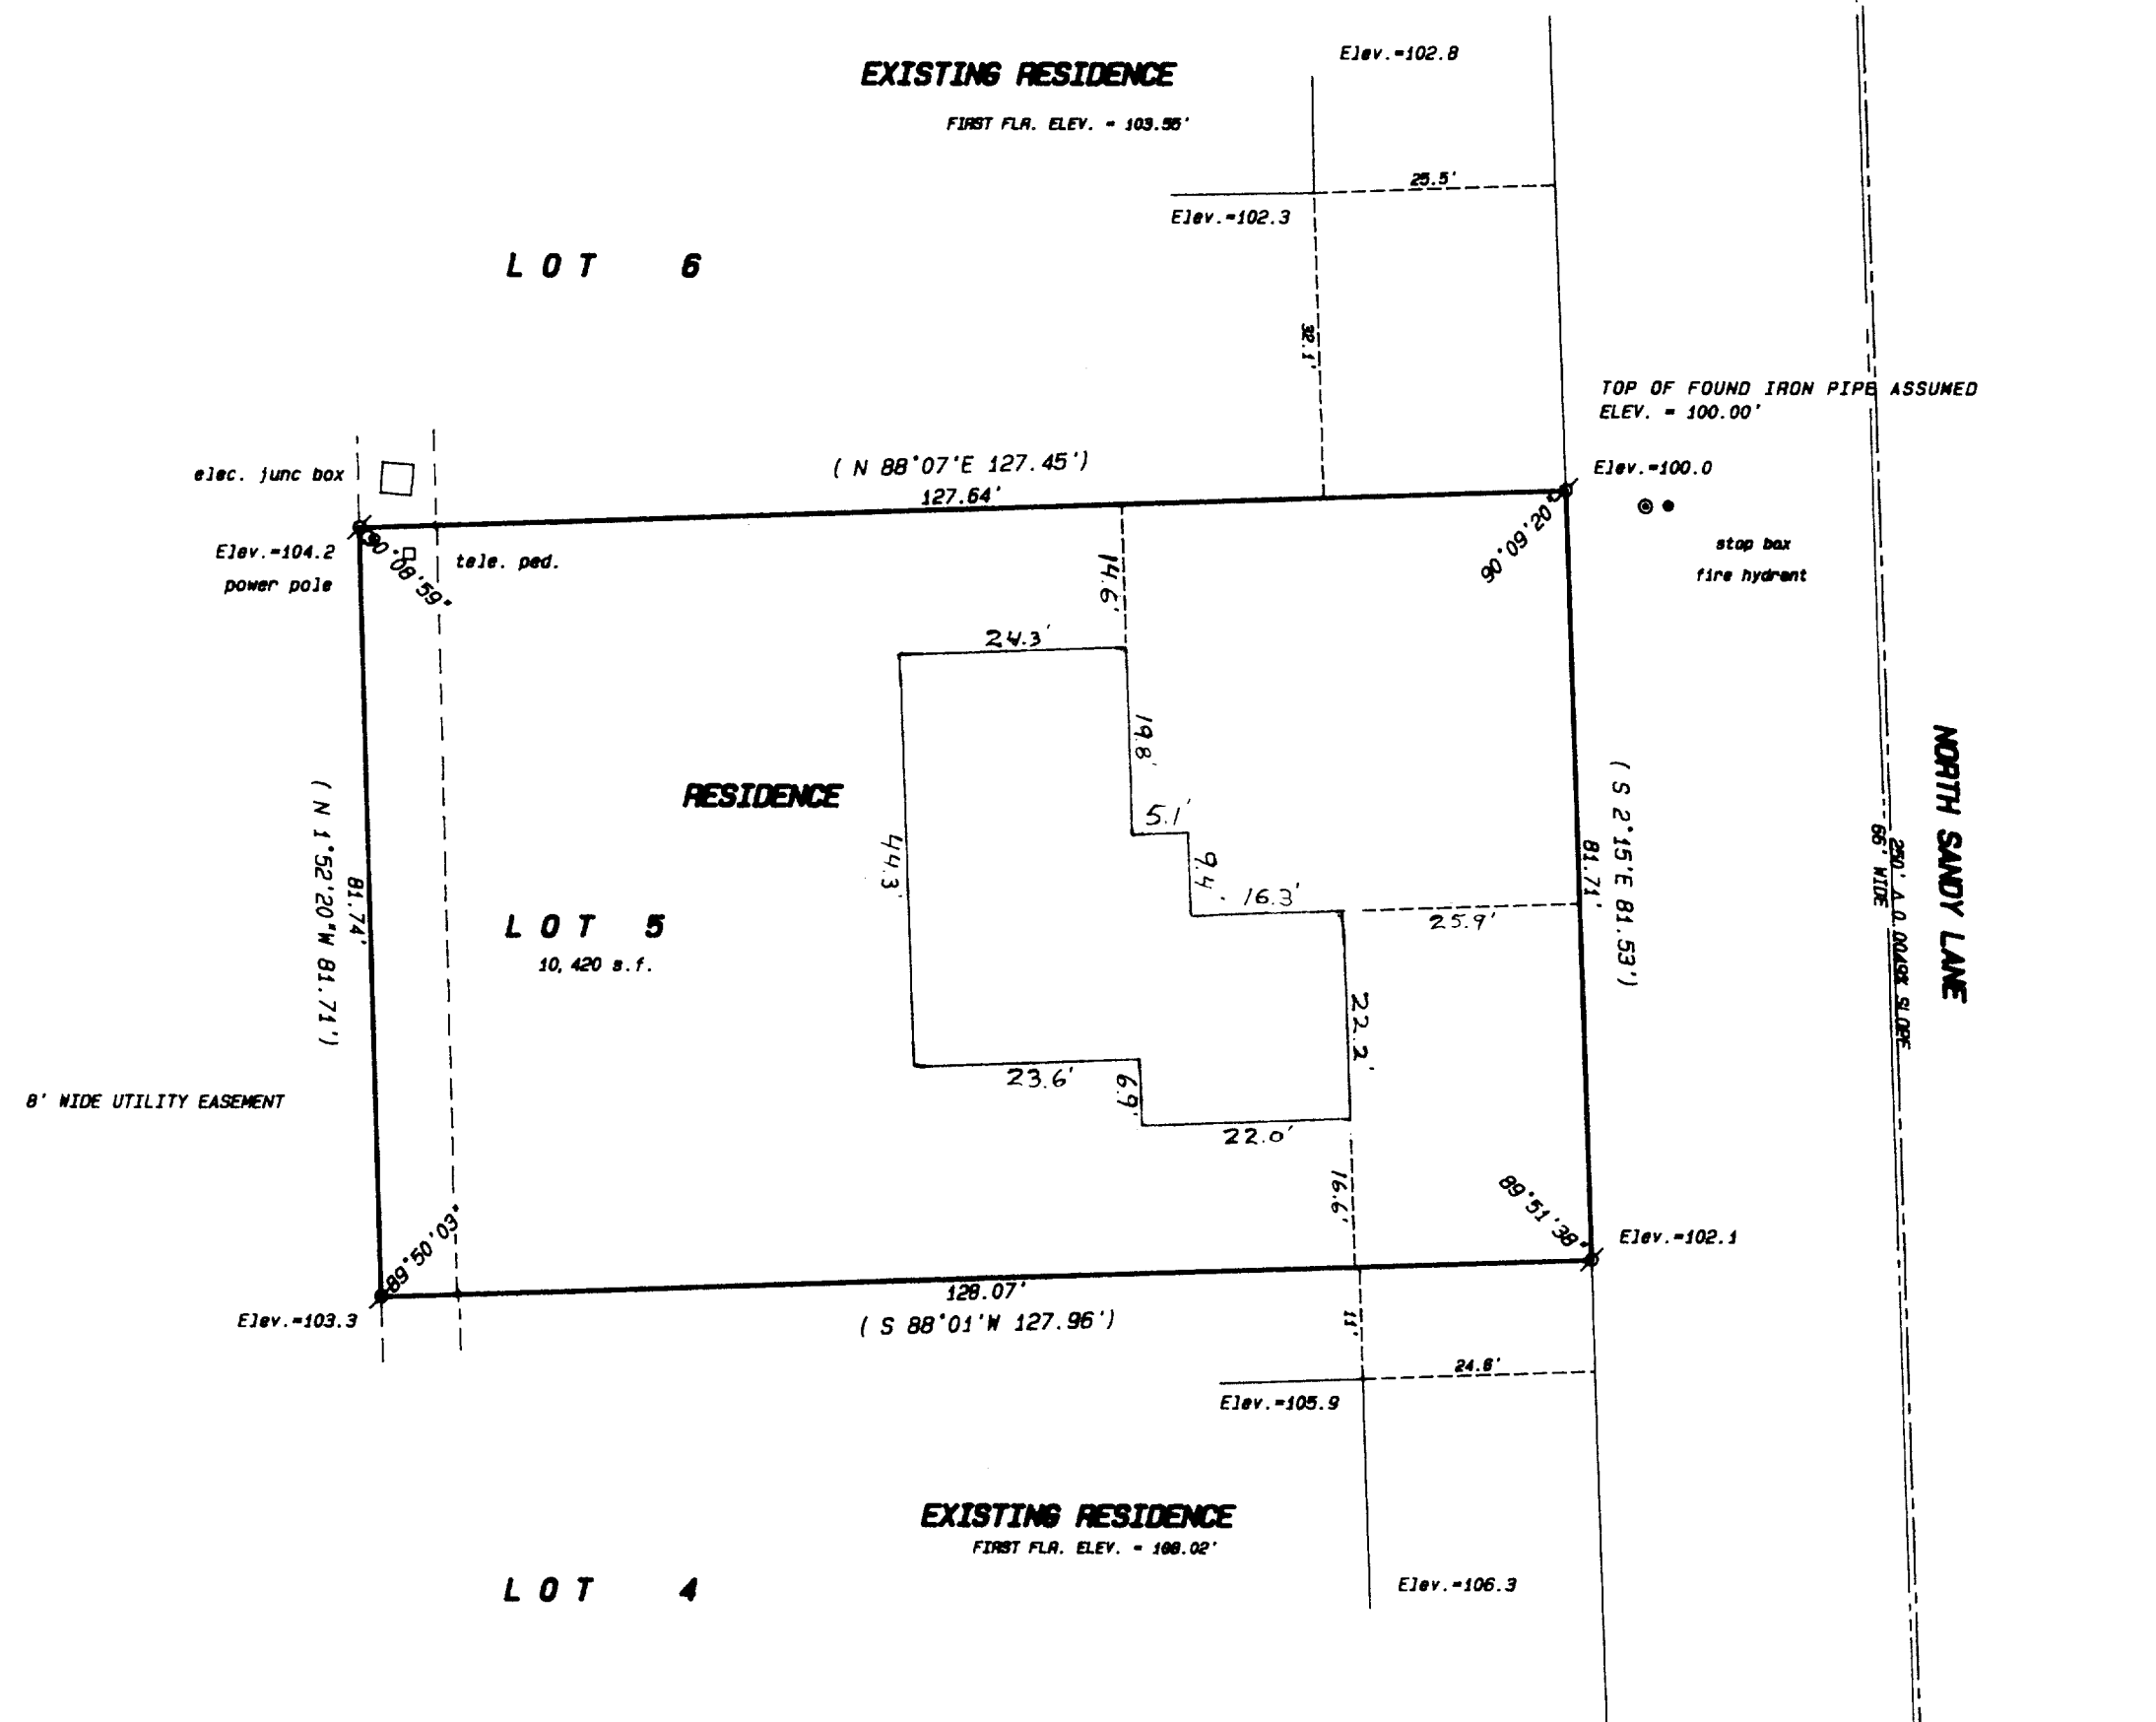 Elev.=102.8
EXISTING RESIDENCE
FIRST FLR. ELEV. = 103.56'
25.5'
Elev.=102.3
LOT 6
32.1'
TOP OF FOUND IRON PIPE ASSUMED
ELEV. = 100.00'
( N 88°07'E 127.45')
127.64'
Elev.=100.0
elec. junc box
Elev.=104.2
power pole
tele. ped.
90°08'59"
90°09'20"
stop box
fire hydrant
14.6'
24.3'
19.8'
5.1'
9.4'
16.3'
25.9'
RESIDENCE
44.3'
LOT 5
10,420 s.f.
( N 1°52'20"W 81.71')
81.74'
81.71'
( S 2°15'E 81.53')
NORTH SANDY LANE
66' WIDE
250' SLOPE
22.2'
23.6'
6.9'
22.0'
16.6'
8' WIDE UTILITY EASEMENT
89°50'03"
89°51'38"
Elev.=102.1
Elev.=103.3
128.07'
( S 88°01'W 127.96')
11'
24.6'
Elev.=105.9
EXISTING RESIDENCE
FIRST FLR. ELEV. =
LOT 4
Elev.=106.3